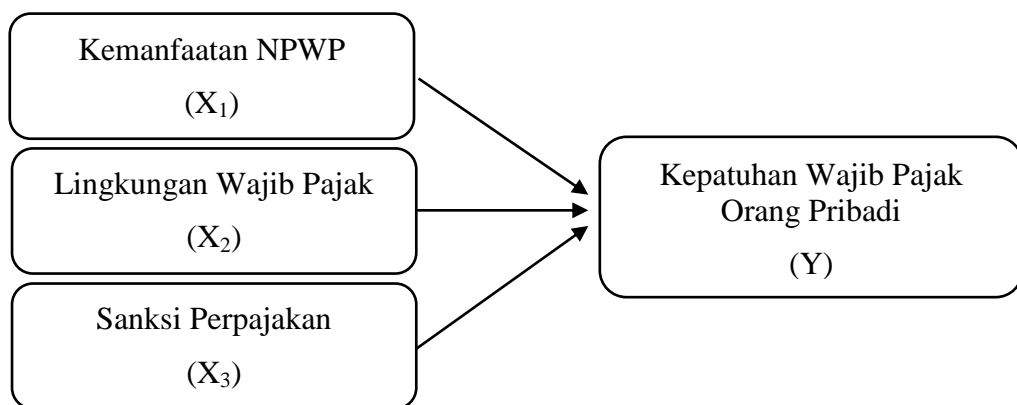 Kemanfaatan NPWP
(X₁)
Lingkungan Wajib Pajak
(X₂)
Sanksi Perpajakan
(X₃)
Kepatuhan Wajib Pajak
Orang Pribadi
(Y)